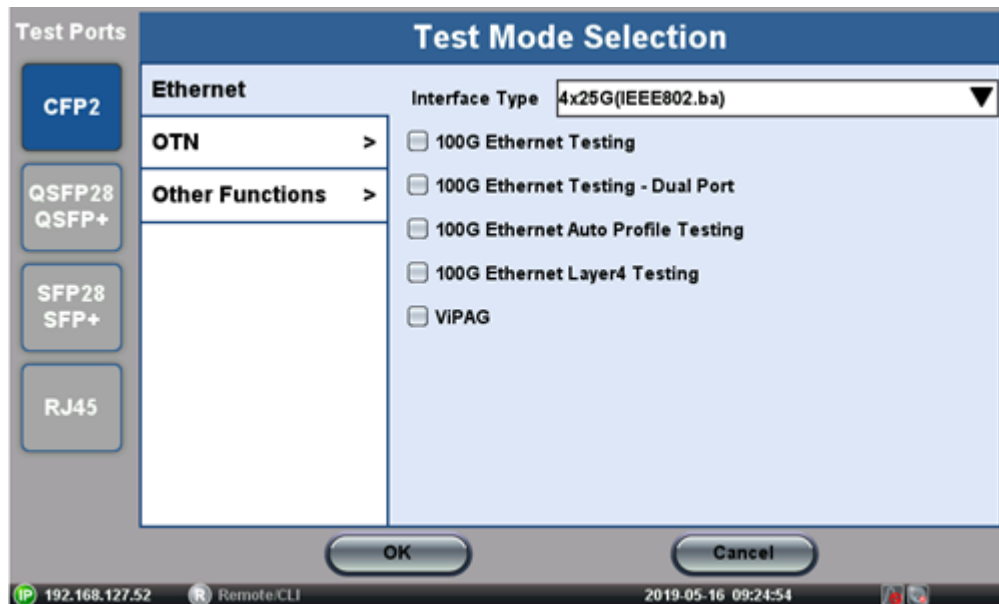 Test Ports
Test Mode Selection
CFP2
QSFP28
QSFP+
SFP28
SFP+
RJ45
Ethernet
OTN >
Other Functions >
Interface Type 4x25G(IEEE802.ba)
100G Ethernet Testing
100G Ethernet Testing - Dual Port
100G Ethernet Auto Profile Testing
100G Ethernet Layer4 Testing
ViPAG
OK
Cancel
IP 192.168.127.52 R Remote/CLI 2019-05-16 09:24:54